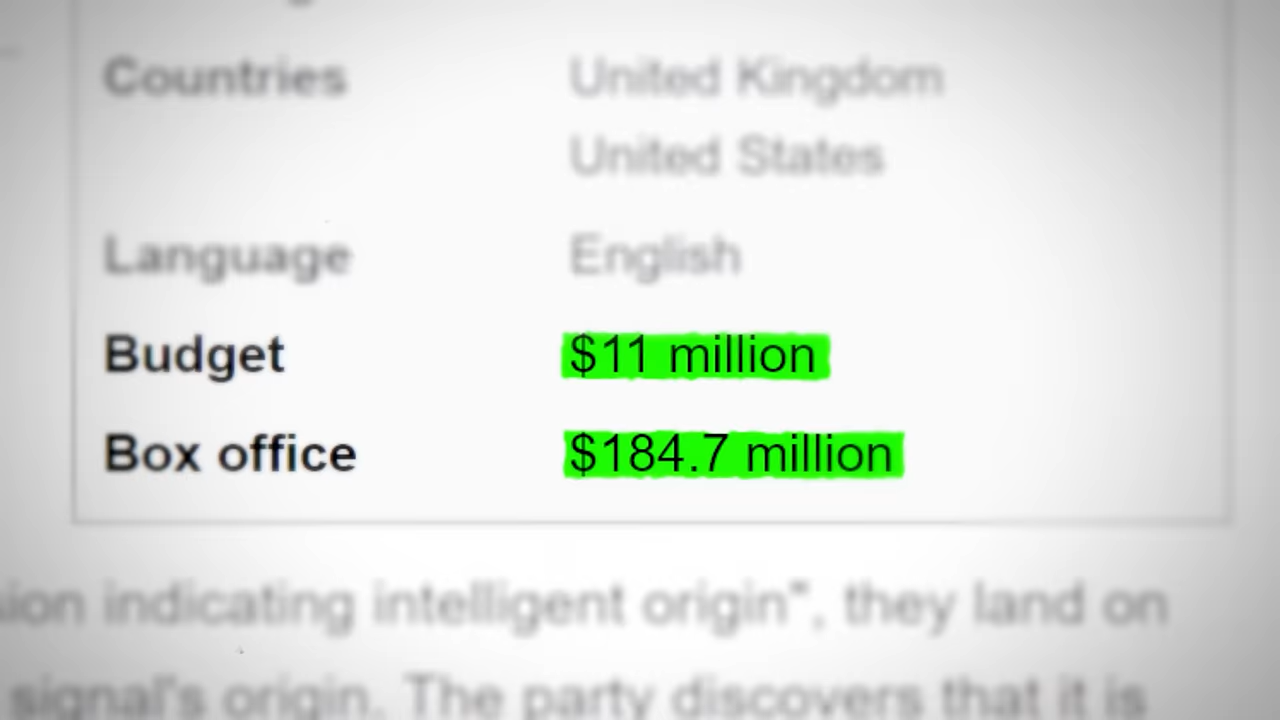 Countries United Kingdom
United States
Language English
Budget $11 million
Box office $184.7 million
indicating intelligent origin", they land on
signal's origin. The party discovers that it is